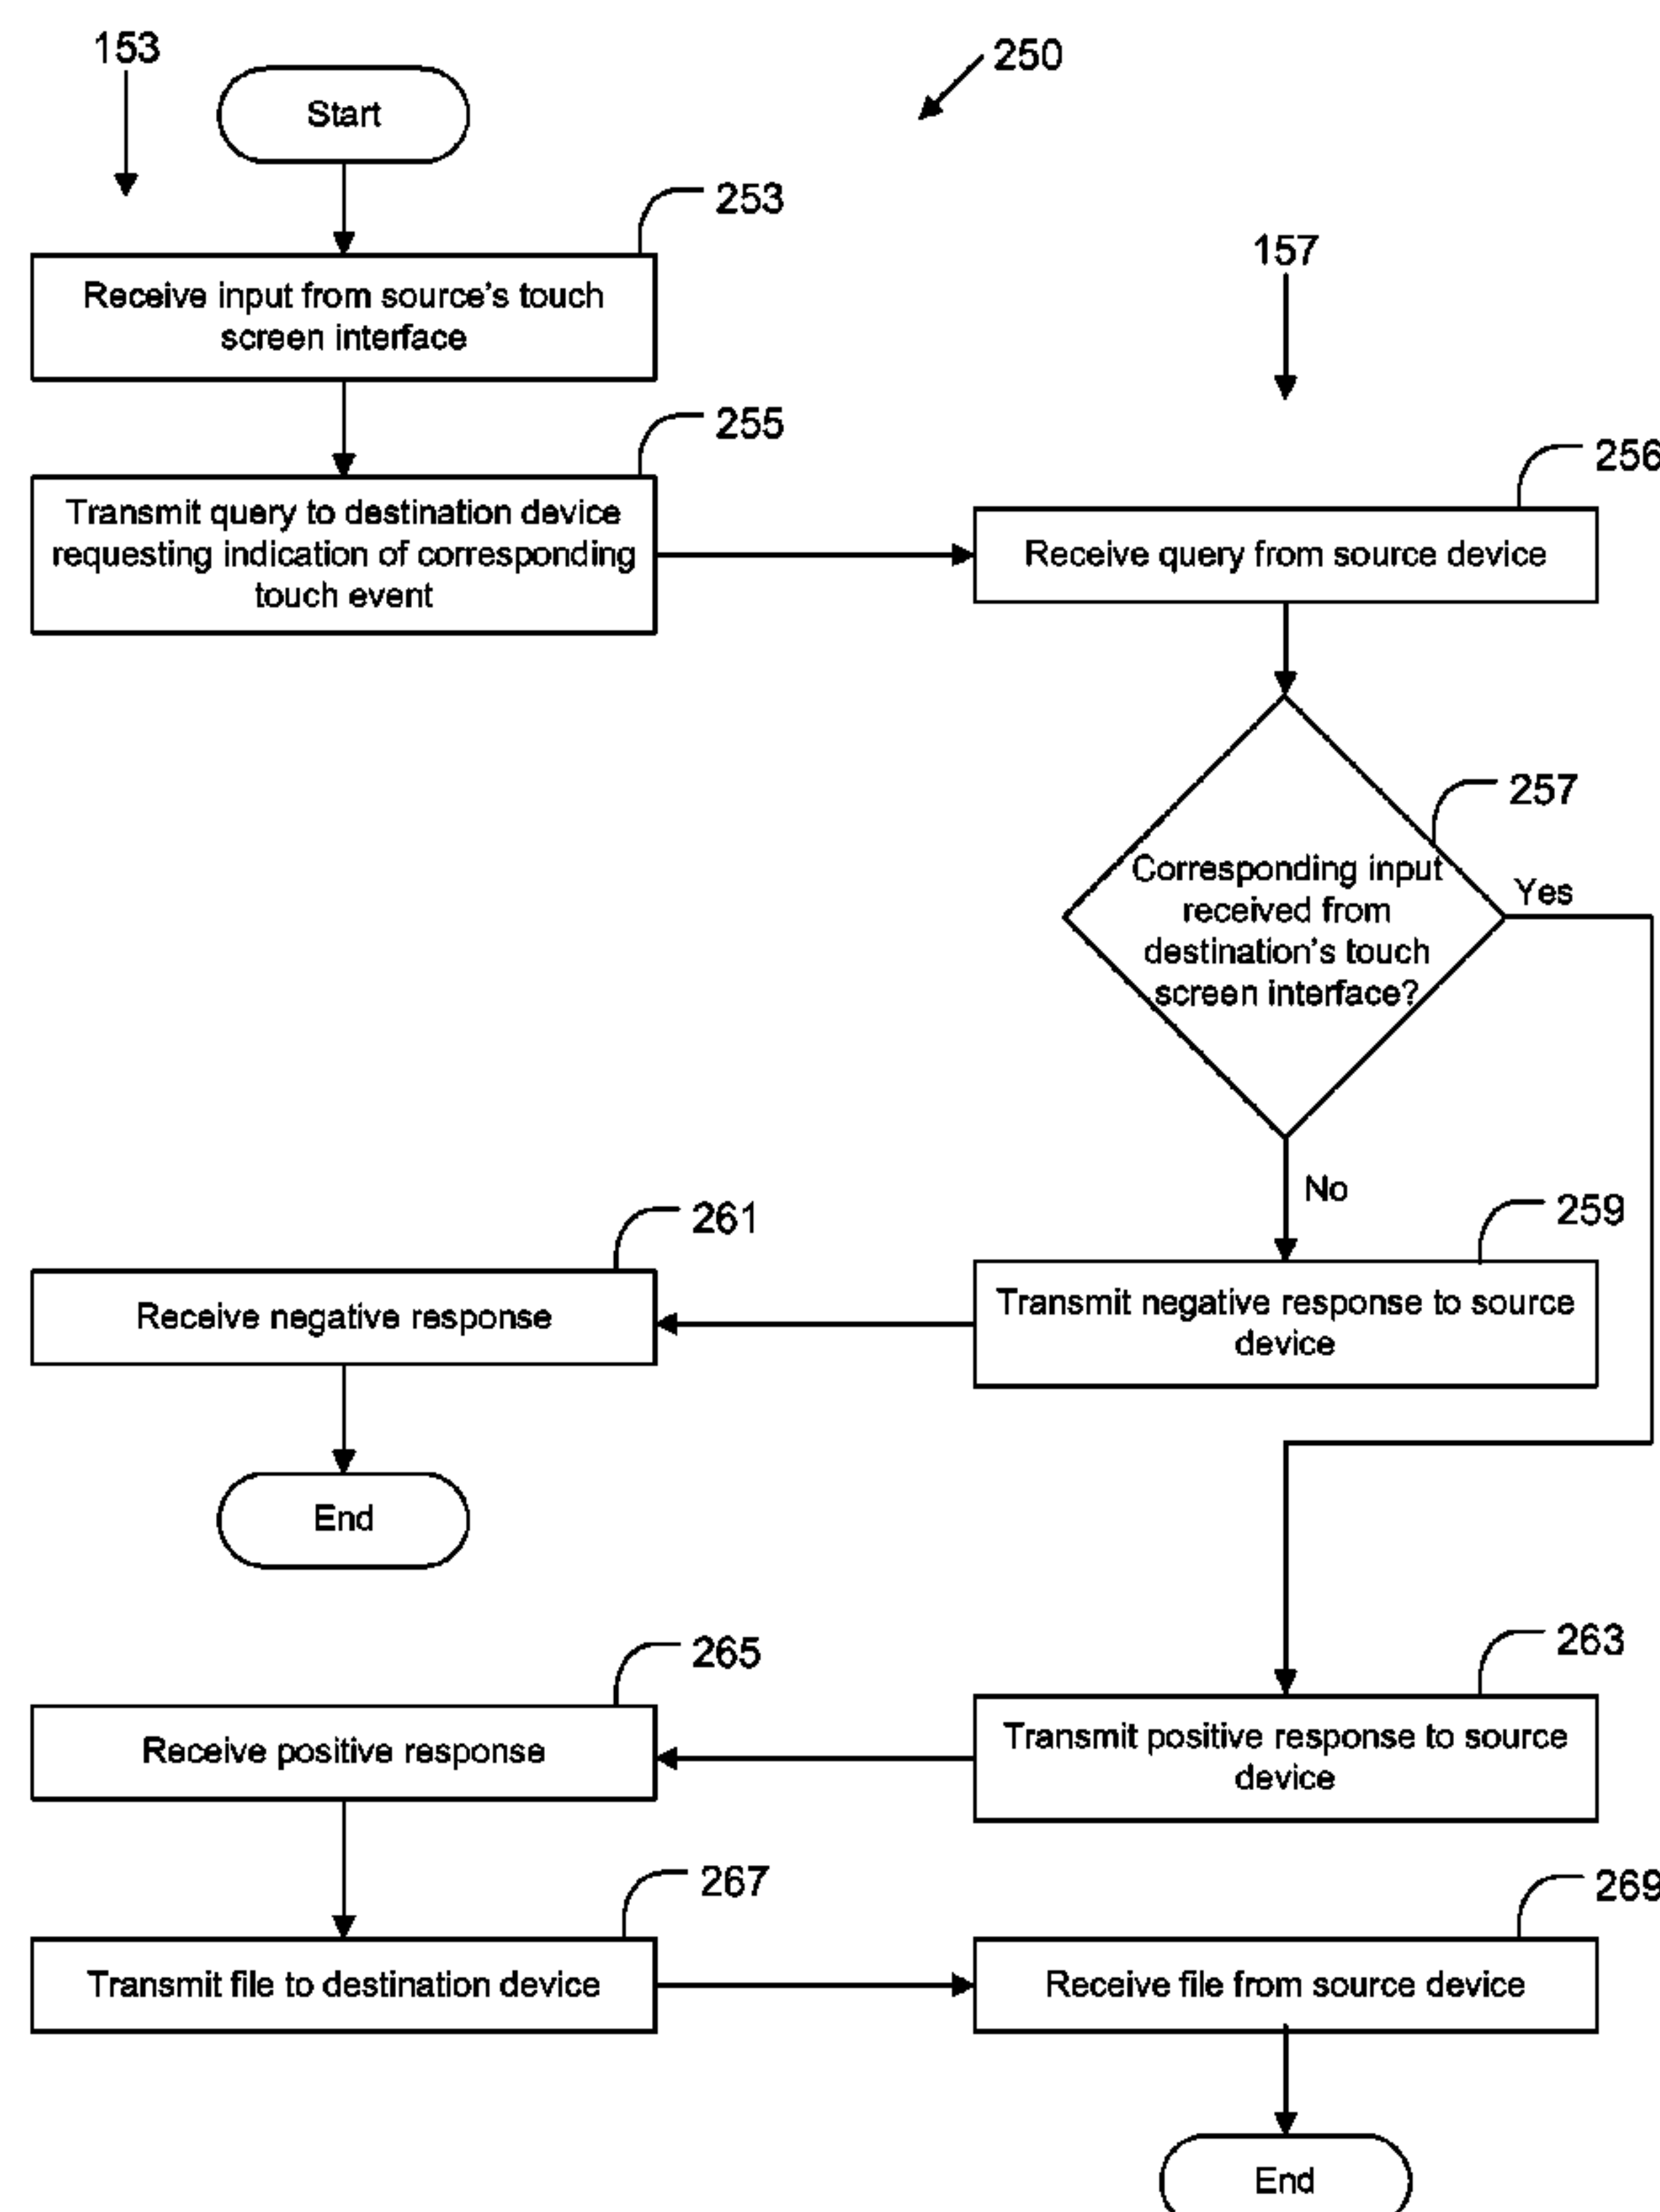 153
250
Start
253
Receive input from source's touch
screen interface
157
255
Transmit query to destination device
requesting indication of corresponding
touch event
256
Receive query from source device
257
Corresponding input
received from
destination's touch
screen interface?
Yes
No
261
Receive negative response
259
Transmit negative response to source
device
End
265
Receive positive response
263
Transmit positive response to source
device
267
Transmit file to destination device
269
Receive file from source device
End